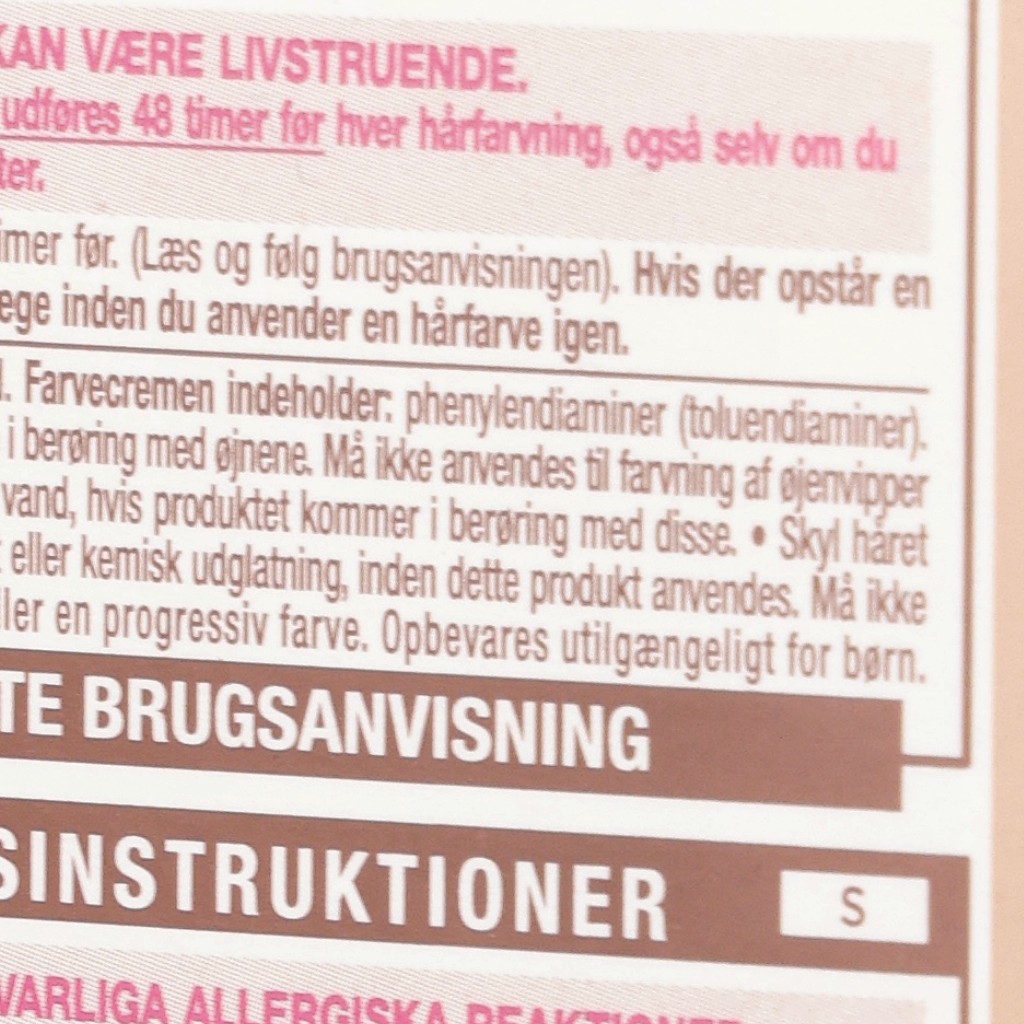 KAN VÆRE LIVSTRUENDE.
udføres 48 timer før hver hårfarvning, også selv om du
ter.
imer før. (Læs og følg brugsanvisningen). Hvis der opstår en
ege inden du anvender en hårfarve igen.
Farvecremen indeholder: phenylendiaminer (toluendiaminer).
i berøring med øjnene. Må ikke anvendes til farvning af øjenvipper
vand, hvis produktet kommer i berøring med disse. • Skyl håret
eller kemisk udglatning, inden dette produkt anvendes. Må ikke
ller en progressiv farve. Opbevares utilgængeligt for børn.
TE BRUGSANVISNING
SINSTRUKTIONER S
VARLIGA ALLERGISKA REAKTIONER